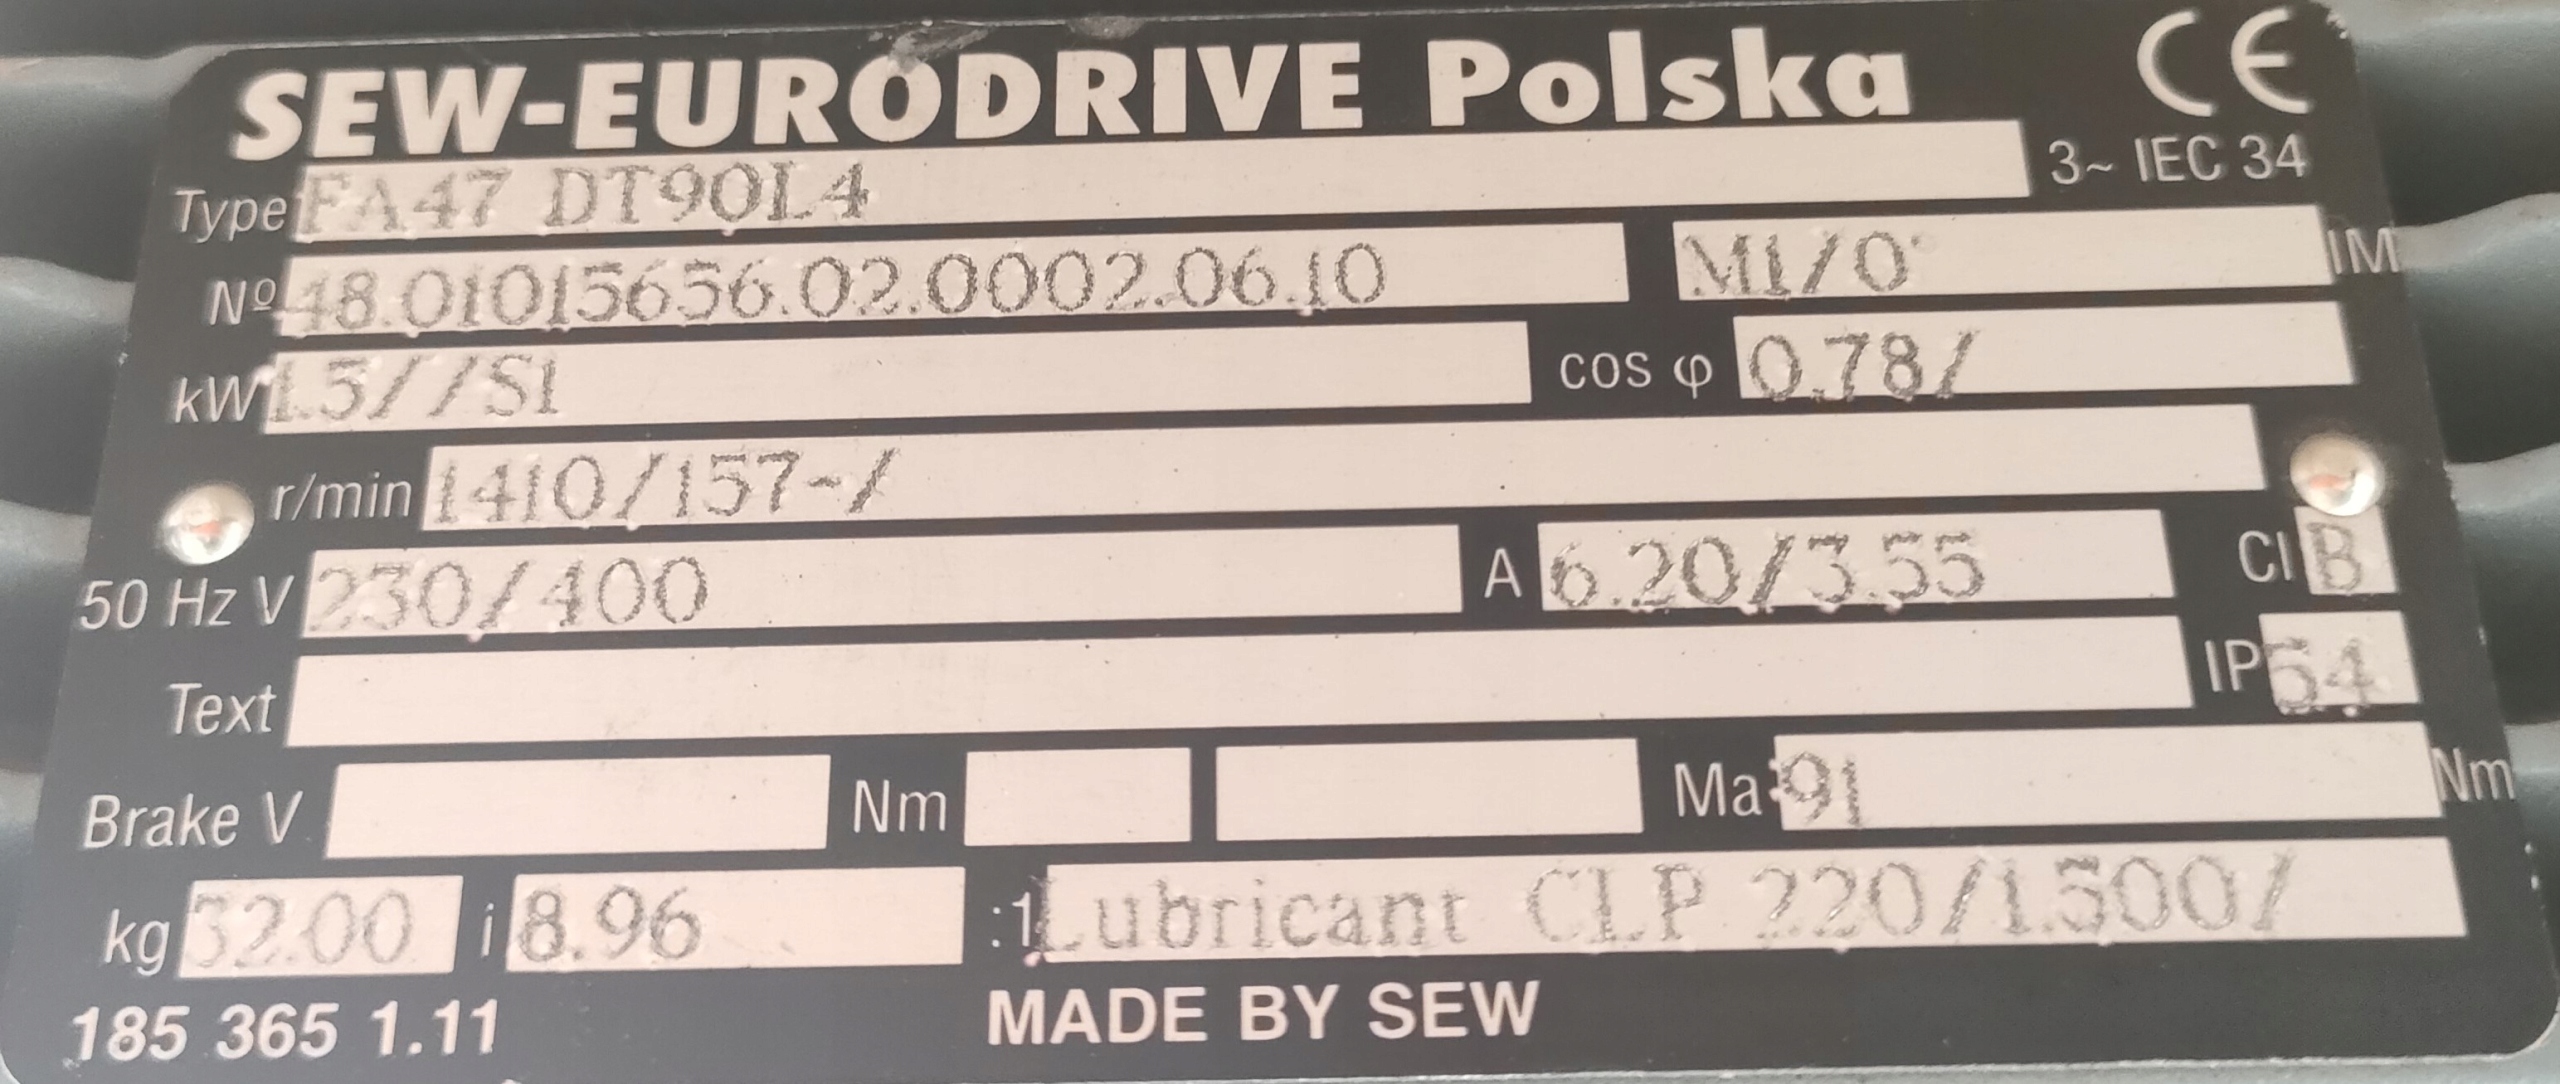 SEW-EURODRIVE Polska CE
Type FA47 DT90L4 3~ IEC 34
Nº 48.01015656.02.0002.06.10 M1/0° IM
kW 1.5//S1 cos φ 0.78/
r/min 1410/157-/
50 Hz V 230/400 A 6.20/3.55 Cl B
Text IP 54
Brake V Nm Ma 91 Nm
kg 32.00 i 8.96 :1 Lubricant CLP 220/1.500/
185 365 1.11 MADE BY SEW